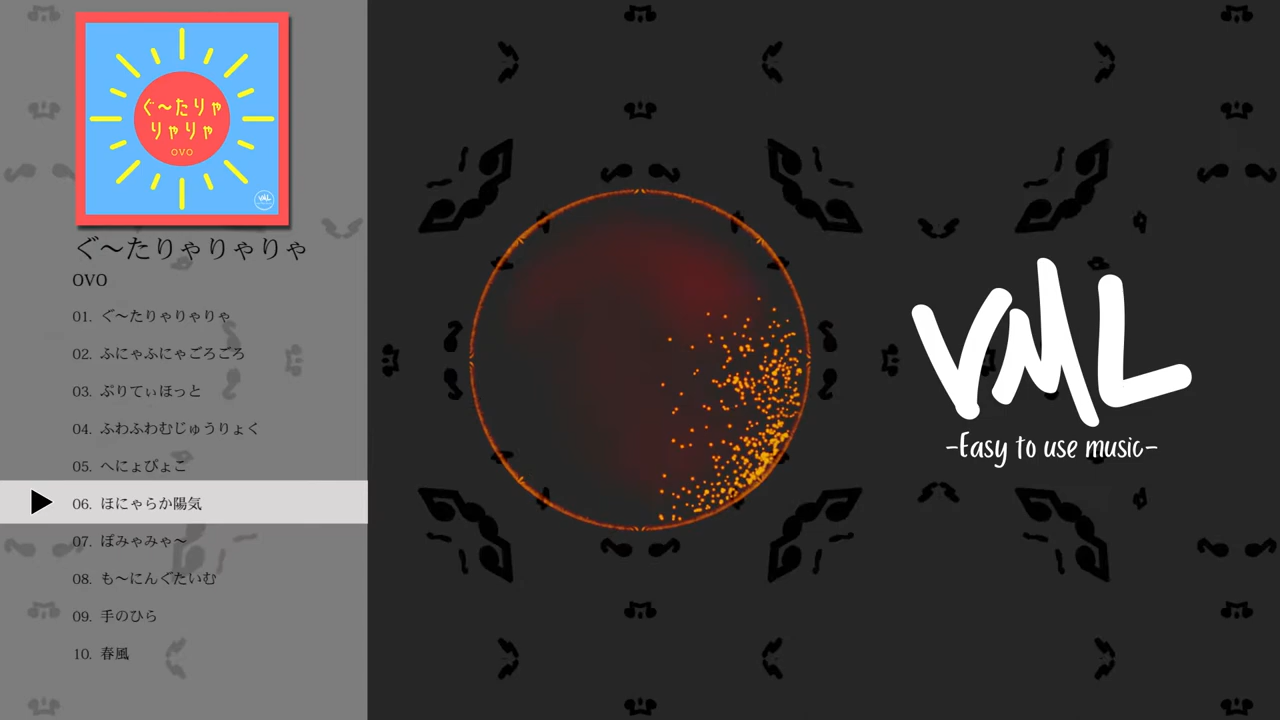 ぐ〜たりゃ
りゃりゃ
OVO
VML
ぐ〜たりゃりゃりゃ
OVO
01. ぐ〜たりゃりゃりゃ
02. ふにゃふにゃごろごろ
03. ぷりてぃほっと
04. ふわふわむじゅうりょく
05. へにょぴょこ
06. ほにゃらか陽気
07. ぽみゃみゃ〜
08. も〜にんぐたいむ
09. 手のひら
10. 春風
VML
-Easy to use music-